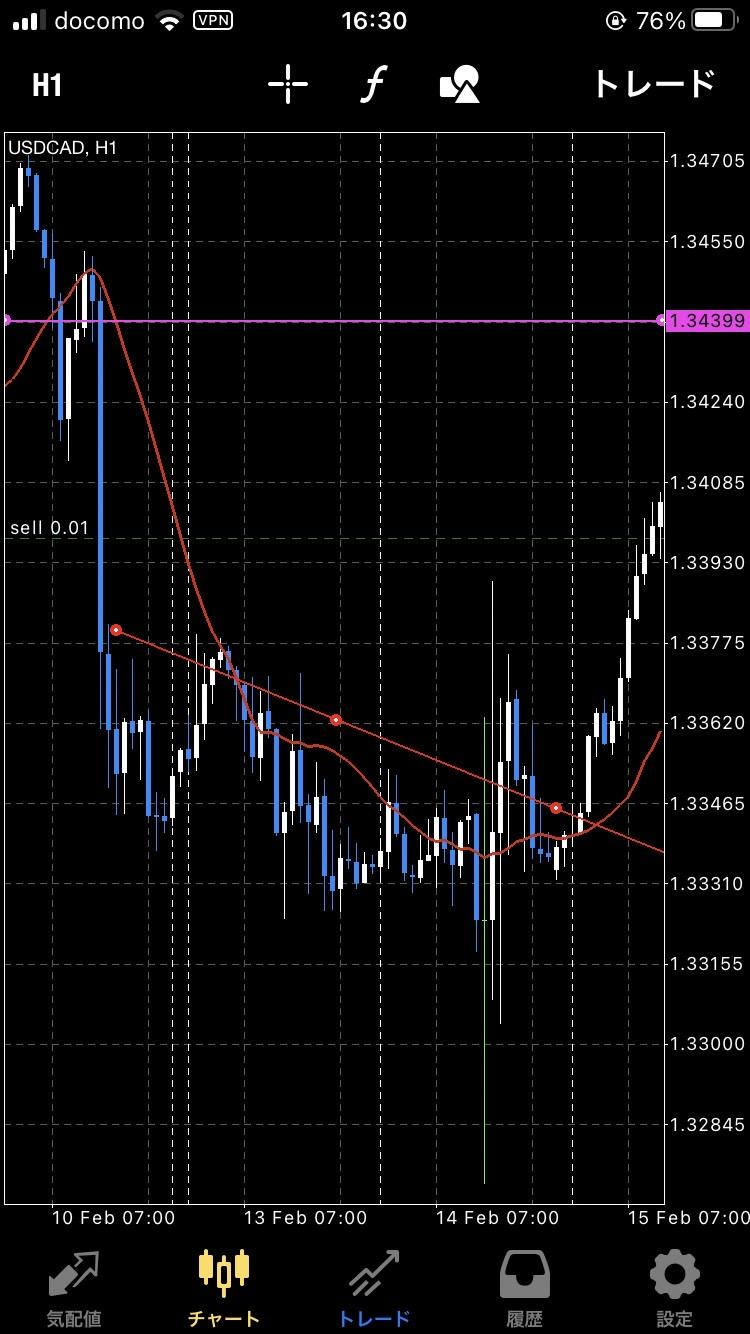 docomo VPN 16:30 76%
H1 f トレード
USDCAD, H1
1.34705
1.34550
1.34399
1.34240
1.34085
sell 0.01
1.33930
1.33775
1.33620
1.33465
1.33310
1.33155
1.33000
1.32845
10 Feb 07:00 13 Feb 07:00 14 Feb 07:00 15 Feb 07:00
気配値 チャート トレード 履歴 設定